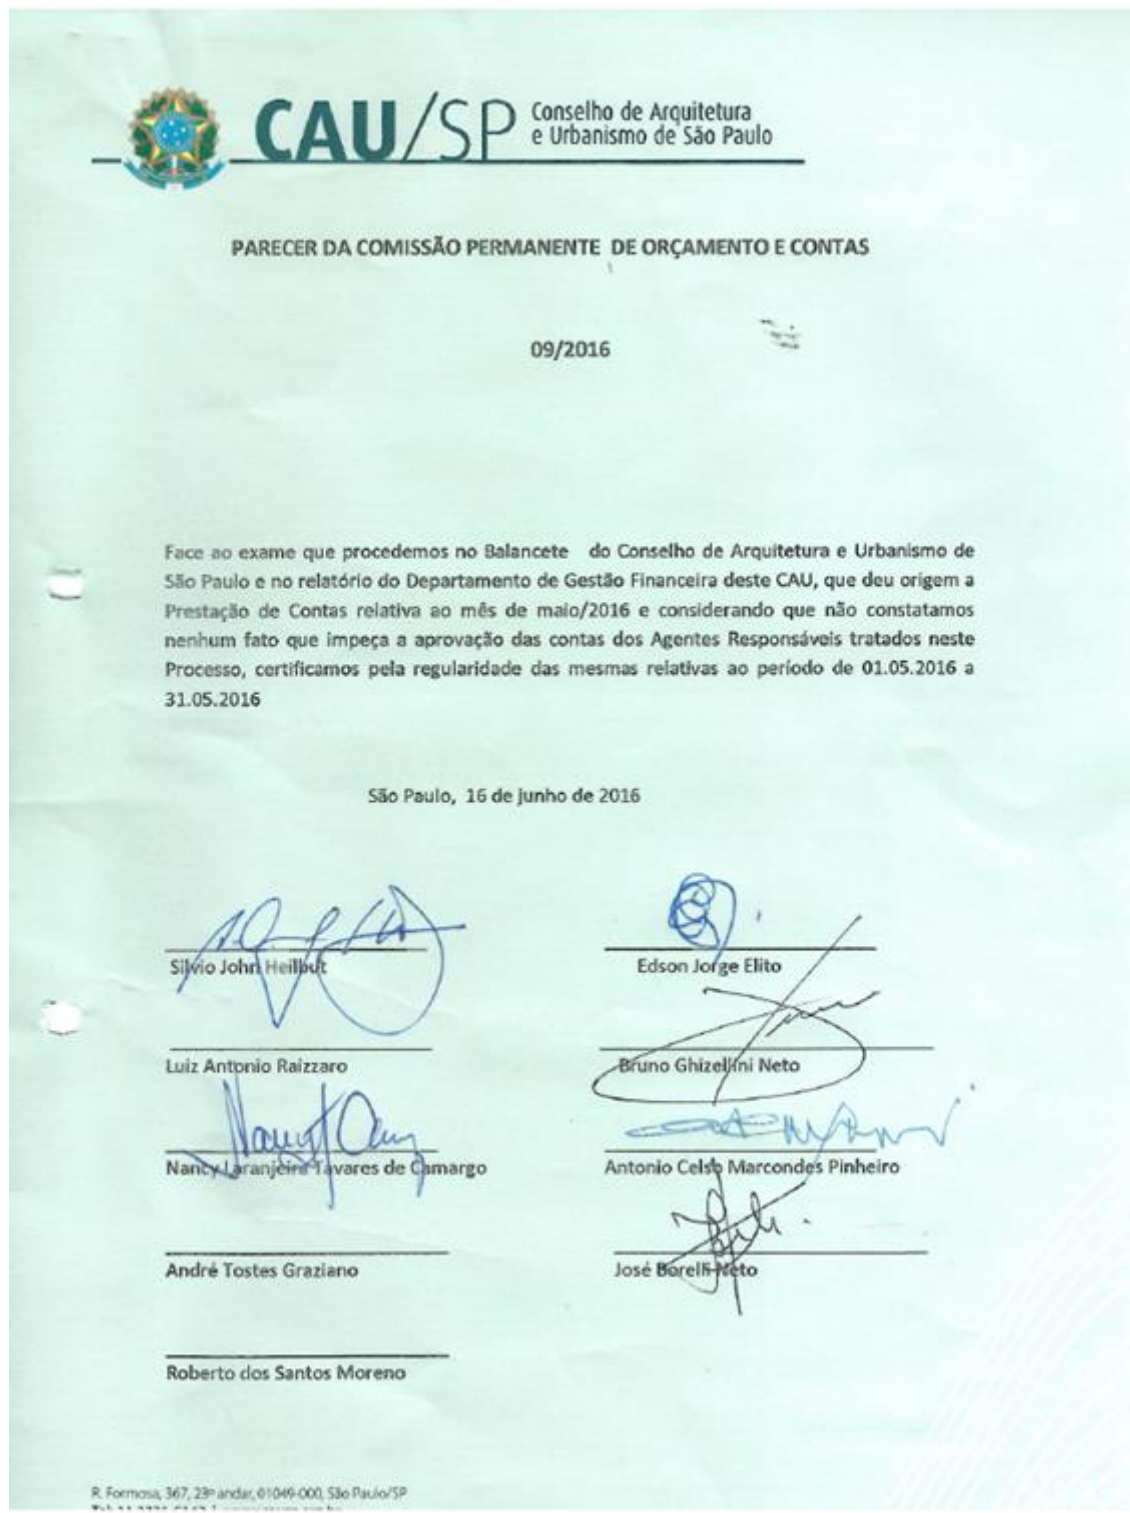 CAU/SP Conselho de Arquitetura
e Urbanismo de São Paulo
PARECER DA COMISSÃO PERMANENTE DE ORÇAMENTO E CONTAS
09/2016
Face ao exame que procedemos no Balancete do Conselho de Arquitetura e Urbanismo de
São Paulo e no relatório do Departamento de Gestão Financeira deste CAU, que deu origem a
Prestação de Contas relativa ao mês de maio/2016 e considerando que não constatamos
nenhum fato que impeça a aprovação das contas dos Agentes Responsáveis tratados neste
Processo, certificamos pela regularidade das mesmas relativas ao período de 01.05.2016 a
31.05.2016
São Paulo, 16 de junho de 2016
Silvio John Heilbut
Edson Jorge Elito
Luiz Antonio Raizzaro
Bruno Ghizellini Neto
Nancy Laranjeira Tavares de Camargo
Antonio Celso Marcondes Pinheiro
André Tostes Graziano
José Borelli Neto
Roberto dos Santos Moreno
R. Formosa, 367, 23º andar, 01049-000, São Paulo/SP